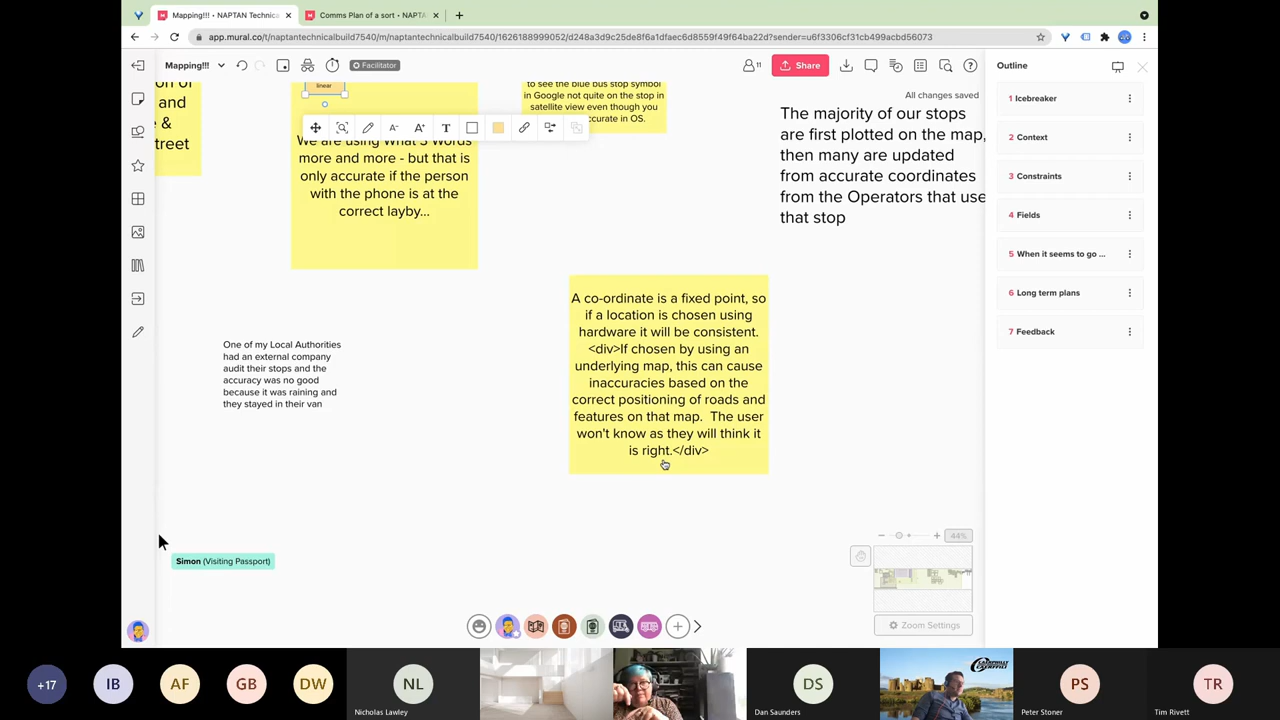 Mapping!!! • NAPTAN Technica
Comms Plan of a sort • NAPTA
app.mural.co/t/naptantechnicalbuild7540/m/naptantechnicalbuild7540/1626188999052/d248a3d9c25de8f6a1dfaec6d8559f49f64ba22d?sender=u6f3306cf31cb499acbd56073
Mapping!!!
Facilitator
11
Share
Outline
All changes saved
on of
and
&
treet
linear
We are using What 3 Words
more and more - but that is
only accurate if the person
with the phone is at the
correct layby...
to see the blue bus stop symbol
in Google not quite on the stop in
satellite view even though you
curate in OS.
A-
A+
T
The majority of our stops
are first plotted on the map,
then many are updated
from accurate coordinates
from the Operators that use
that stop
1 Icebreaker
2 Context
3 Constraints
4 Fields
5 When it seems to go ...
6 Long term plans
7 Feedback
A co-ordinate is a fixed point, so
if a location is chosen using
hardware it will be consistent.
<div>If chosen by using an
underlying map, this can cause
inaccuracies based on the
correct positioning of roads and
features on that map.  The user
won't know as they will think it
is right.</div>
One of my Local Authorities
had an external company
audit their stops and the
accuracy was no good
because it was raining and
they stayed in their van
Simon (Visiting Passport)
44%
Zoom Settings
+17
IB
AF
GB
DW
NL
Nicholas Lawley
DS
Dan Saunders
CAERPHILLY
CAERFFILI
PS
Peter Stoner
TR
Tim Rivett